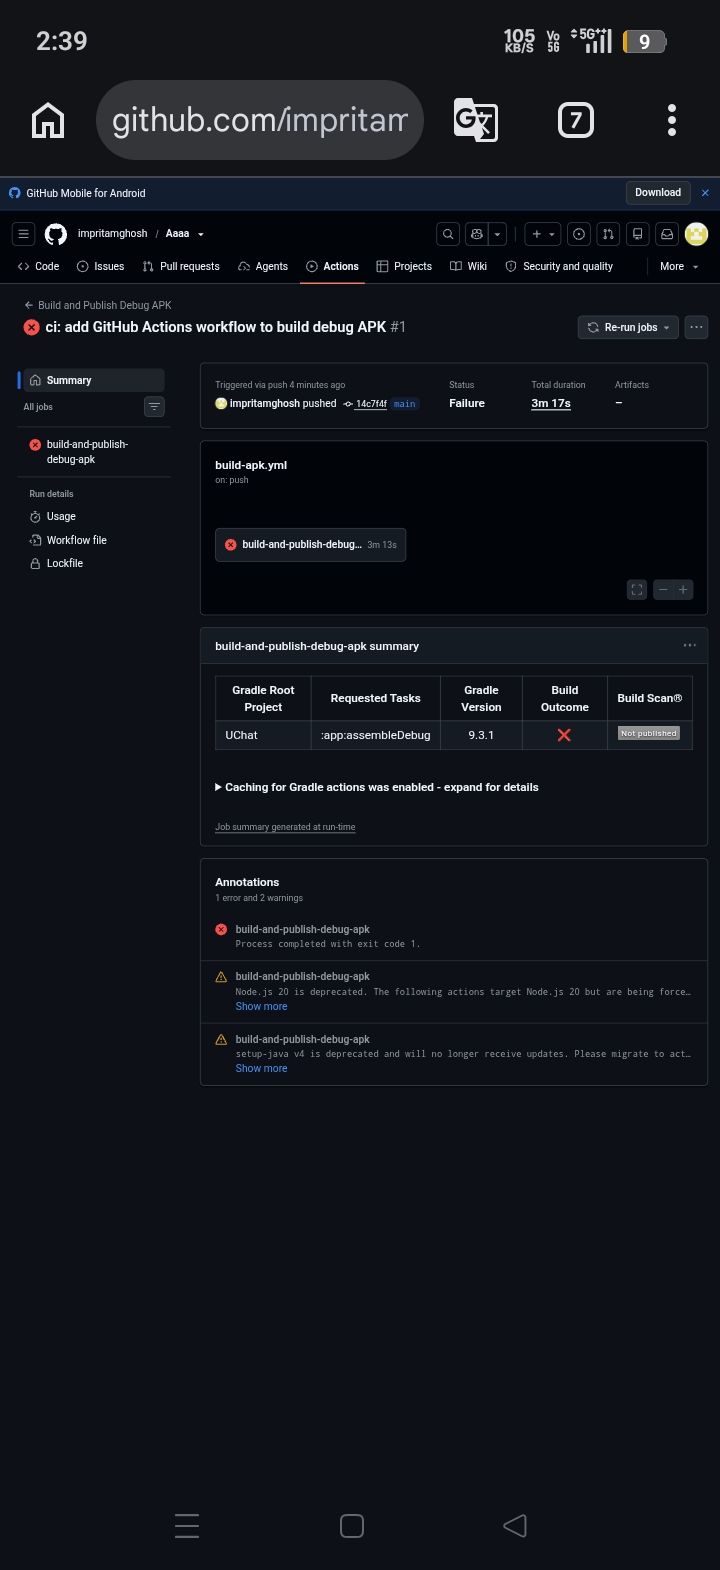 2:39
105 KB/S Vo 5G 5G++ 9
github.com/impritam
7
GitHub Mobile for Android
Download
impritamghosh / Aaaa
Code Issues Pull requests Agents Actions Projects Wiki Security and quality More
Build and Publish Debug APK
ci: add GitHub Actions workflow to build debug APK #1
Re-run jobs
Summary
All jobs
build-and-publish-
debug-apk
Run details
Usage
Workflow file
Lockfile
Triggered via push 4 minutes ago
impritamghosh pushed 14c7f4f main
Status
Failure
Total duration
3m 17s
Artifacts
–
build-apk.yml
on: push
build-and-publish-debug... 3m 13s
build-and-publish-debug-apk summary
Gradle Root Project
Requested Tasks
Gradle Version
Build Outcome
Build Scan®
UChat :app:assembleDebug 9.3.1 ❌ Not published
Caching for Gradle actions was enabled - expand for details
Job summary generated at run-time
Annotations
1 error and 2 warnings
build-and-publish-debug-apk
Process completed with exit code 1.
build-and-publish-debug-apk
Node.js 20 is deprecated. The following actions target Node.js 20 but are being force…
Show more
build-and-publish-debug-apk
setup-java v4 is deprecated and will no longer receive updates. Please migrate to act…
Show more